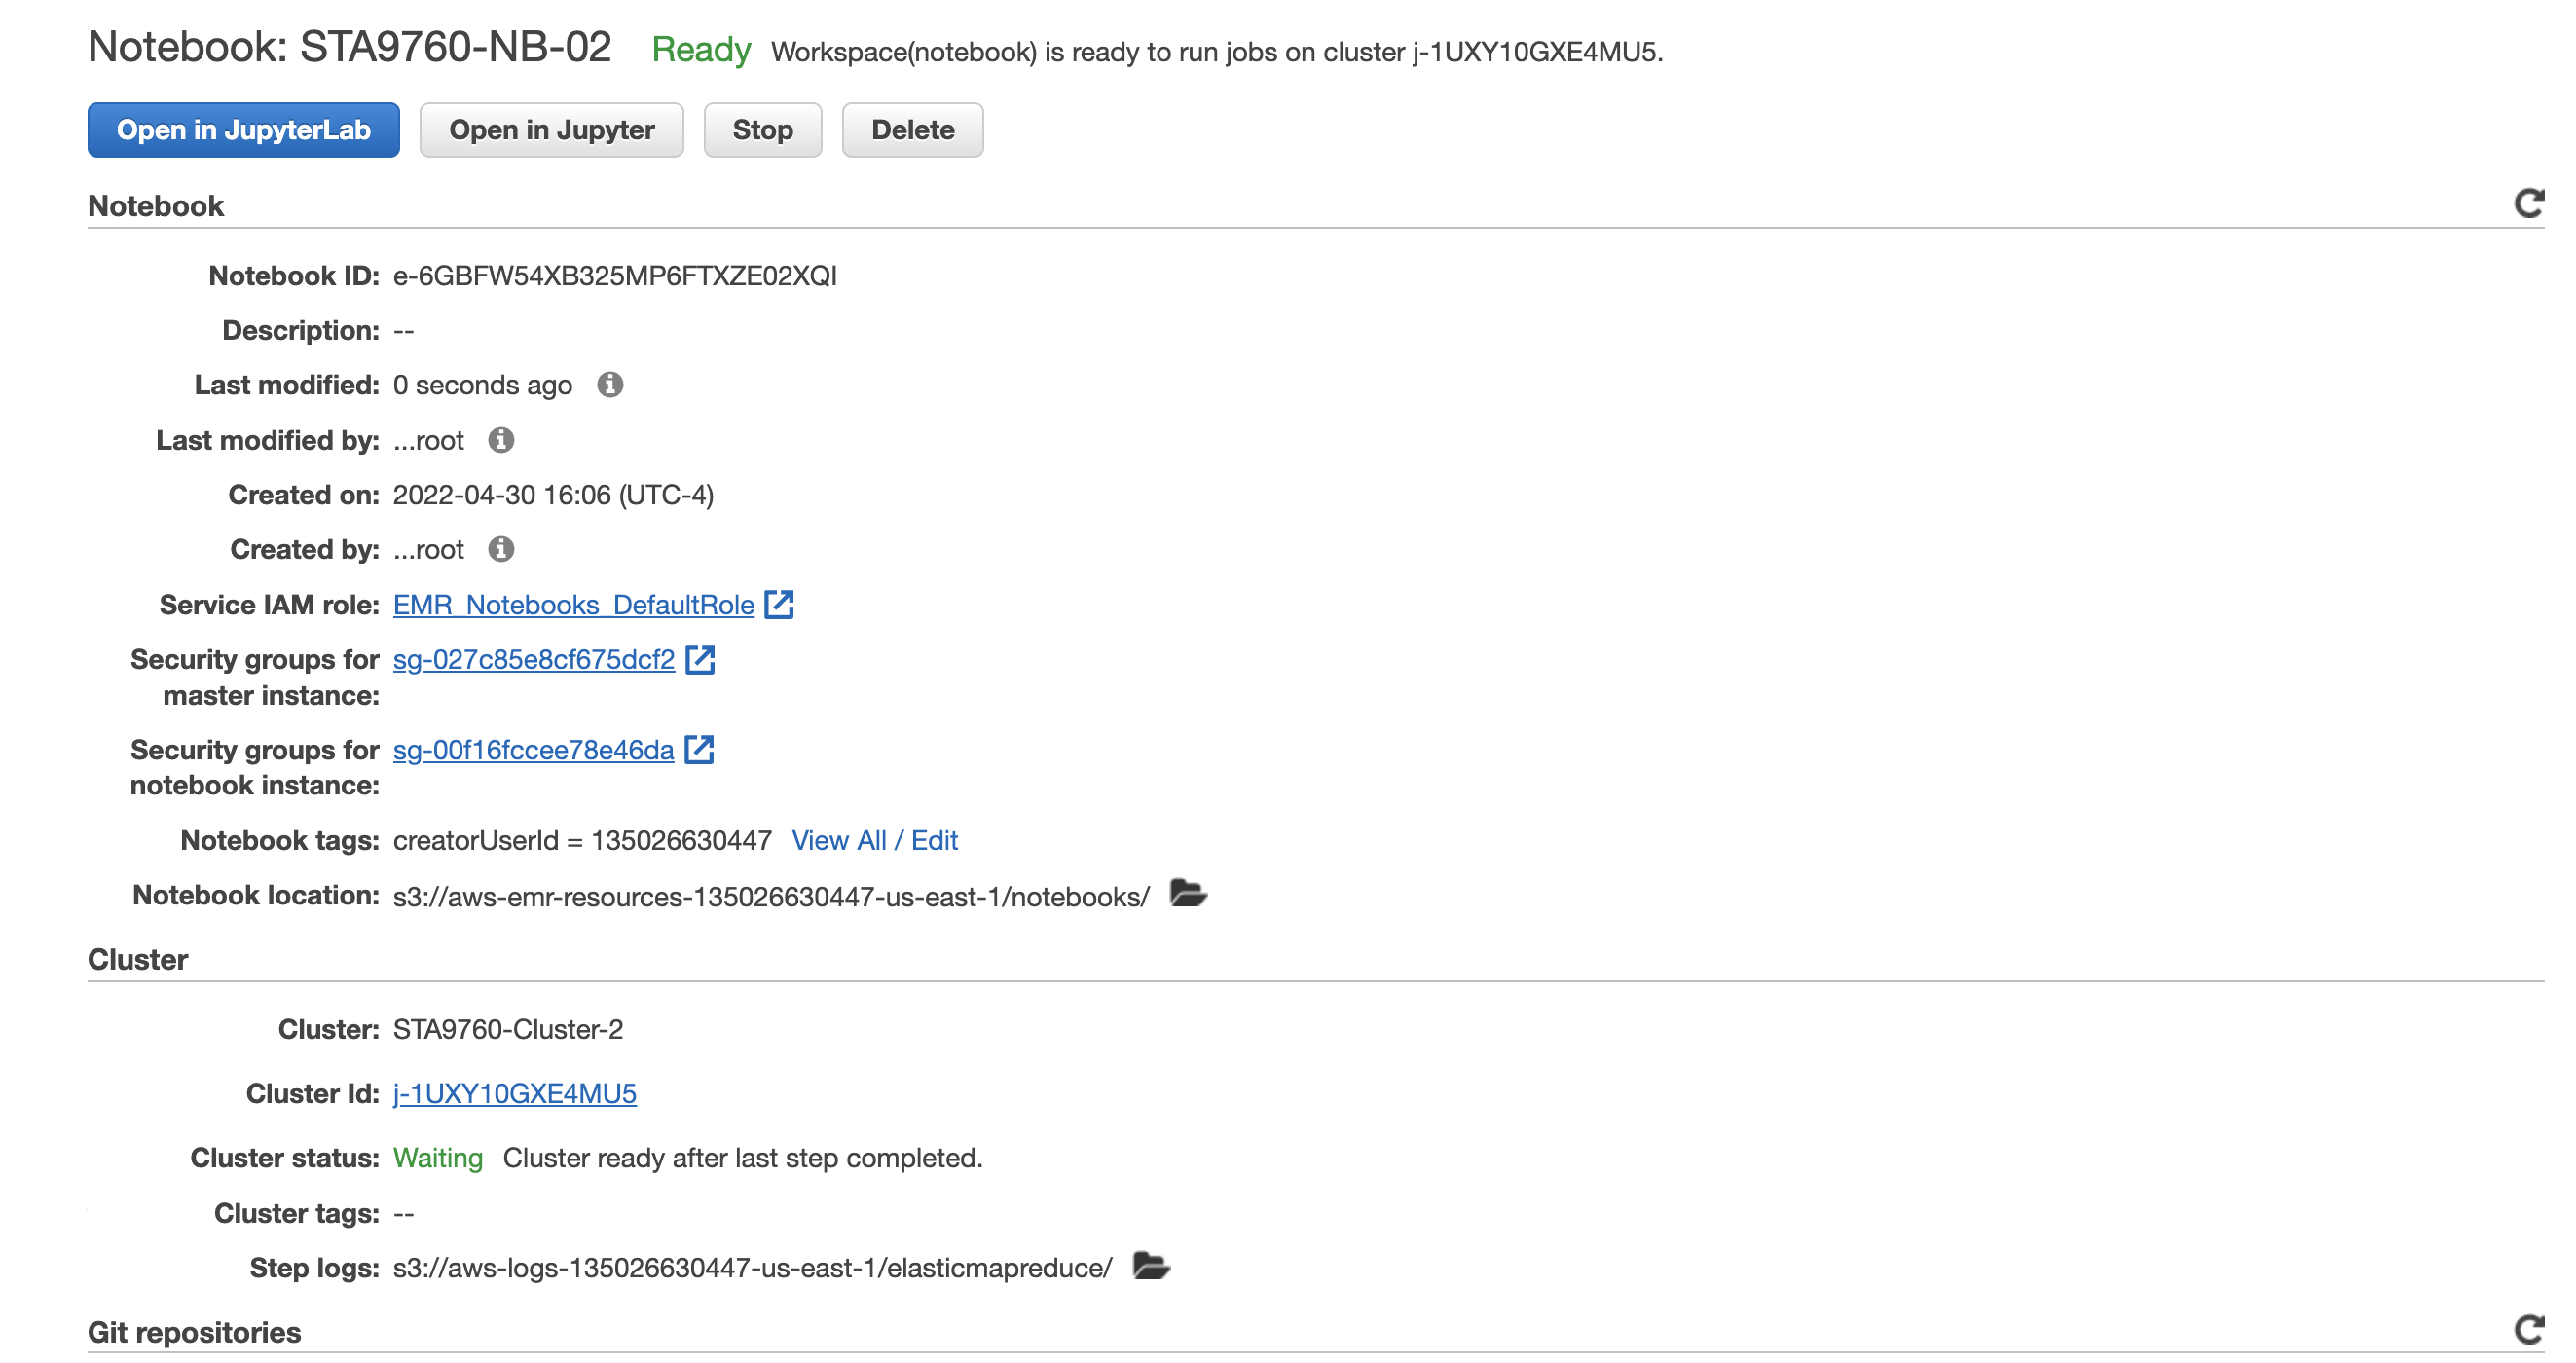 Notebook: STA9760-NB-02 Ready Workspace(notebook) is ready to run jobs on cluster j-1UXY10GXE4MU5.
Open in JupyterLab Open in Jupyter Stop Delete
Notebook
Notebook ID: e-6GBFW54XB325MP6FTXZE02XQI
Description: --
Last modified: 0 seconds ago
Last modified by: ...root
Created on: 2022-04-30 16:06 (UTC-4)
Created by: ...root
Service IAM role: EMR_Notebooks_DefaultRole
Security groups for sg-027c85e8cf675dcf2
master instance:
Security groups for sg-00f16fccee78e46da
notebook instance:
Notebook tags: creatorUserId = 135026630447 View All / Edit
Notebook location: s3://aws-emr-resources-135026630447-us-east-1/notebooks/
Cluster
Cluster: STA9760-Cluster-2
Cluster Id: j-1UXY10GXE4MU5
Cluster status: Waiting Cluster ready after last step completed.
Cluster tags: --
Step logs: s3://aws-logs-135026630447-us-east-1/elasticmapreduce/
Git repositories